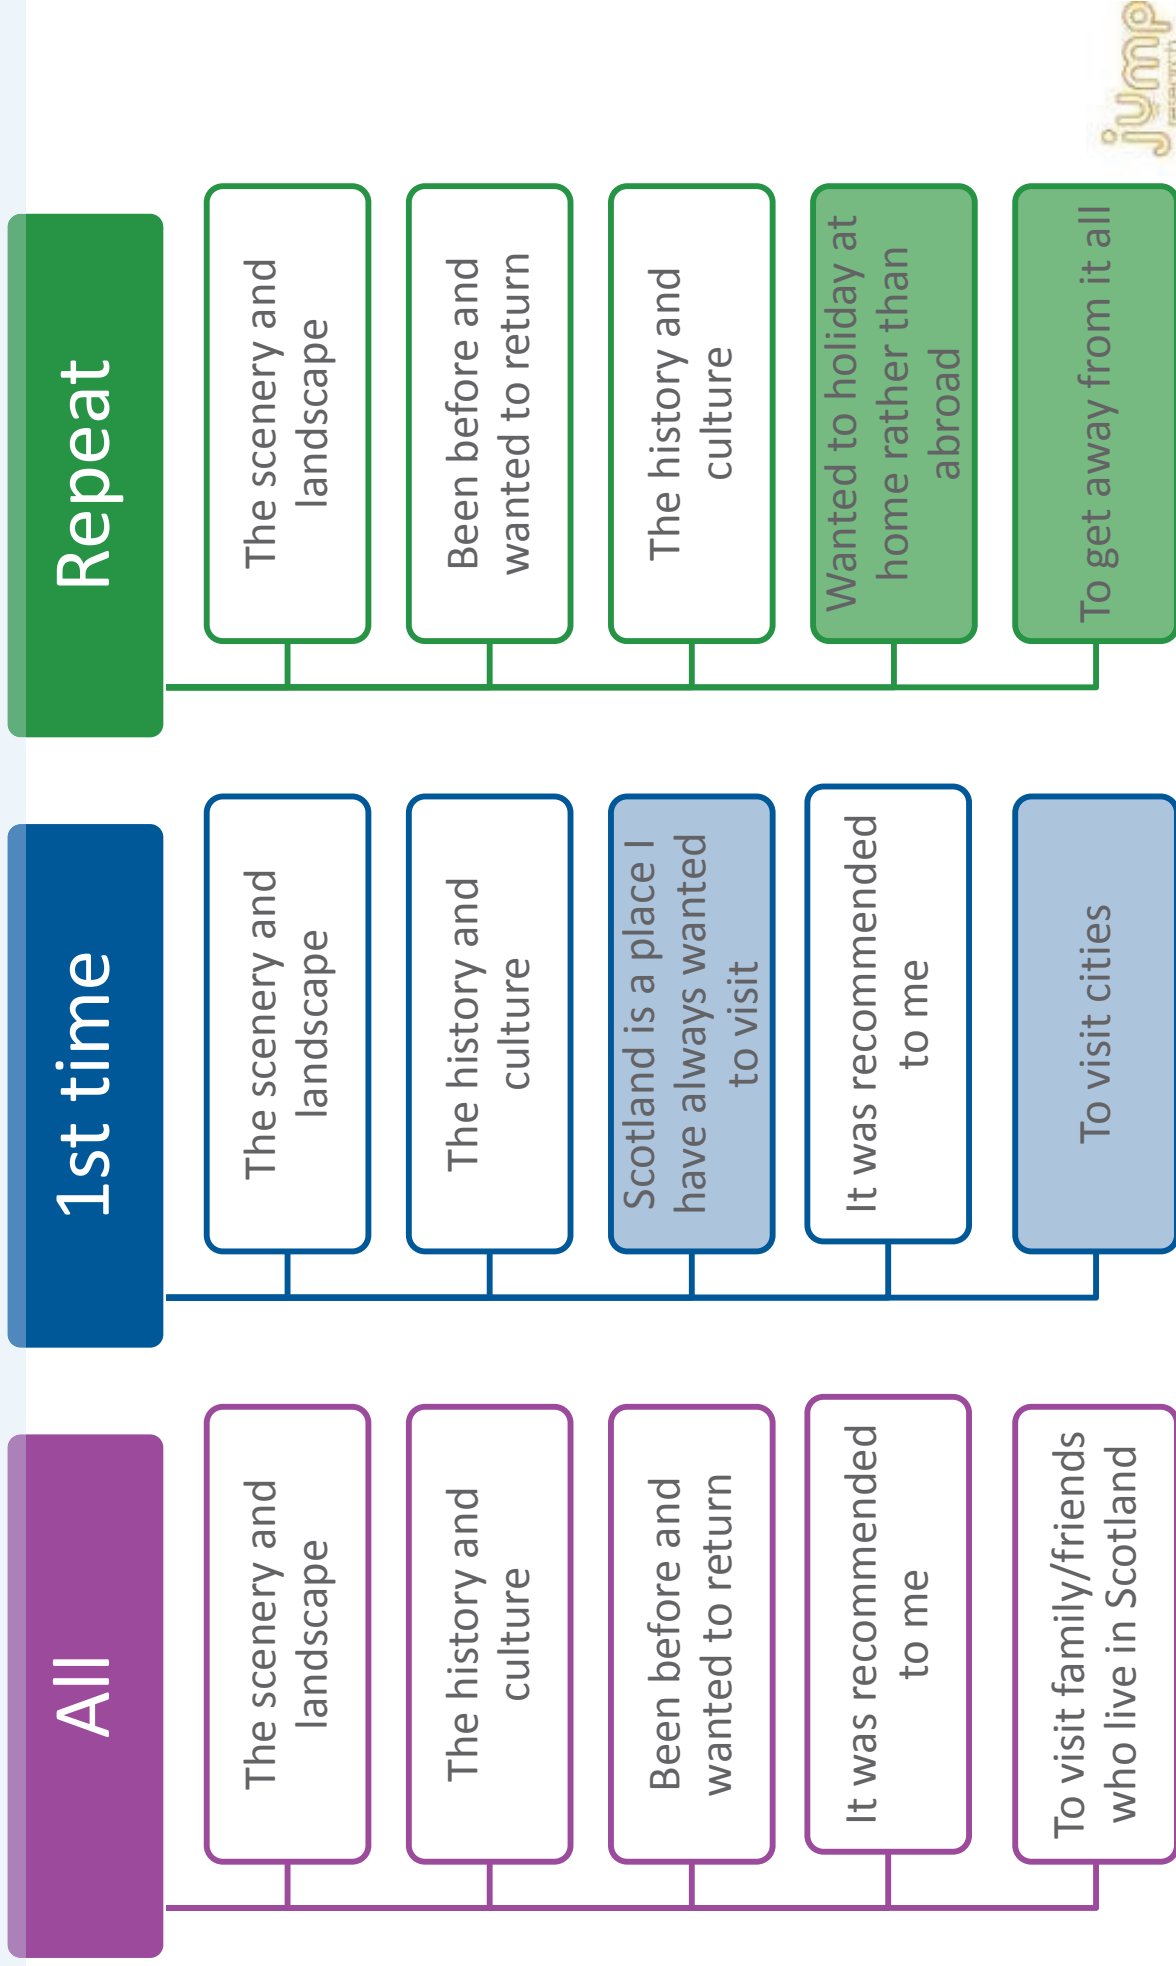 All
The scenery and
landscape
The history and
culture
Been before and
wanted to return
It was recommended
to me
To visit family/friends
who live in Scotland
1st time
The scenery and
landscape
The history and
culture
Scotland is a place I
have always wanted
to visit
It was recommended
to me
To visit cities
Repeat
The scenery and
landscape
Been before and
wanted to return
The history and
culture
Wanted to holiday at
home rather than
abroad
To get away from it all
jump
research